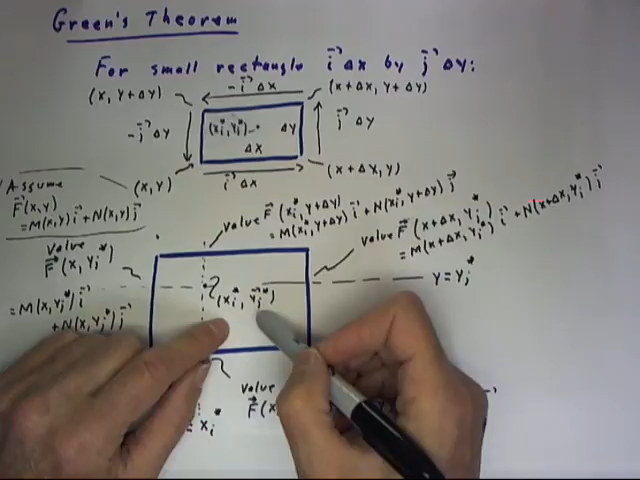 Green's Theorem
For small rectangle i⃗ Δx by j⃗ Δy:
(x, y+Δy)
-i⃗ Δx
(x+Δx, y+Δy)
-j⃗ Δy
(xᵢ*, yᵢ*)
Δy
Δx
j⃗ Δy
(x, y)
i⃗ Δx
(x+Δx, y)
Assume
F⃗(x,y)
= M(x,y) i⃗ + N(x,y) j⃗
value F⃗(xᵢ*, y+Δy)
= M(xᵢ*, y+Δy) i⃗ + N(xᵢ*, y+Δy) j⃗
value F⃗(x+Δx, yᵢ*)
= M(x+Δx, yᵢ*) i⃗ + N(x+Δx, yᵢ*) j⃗
value
F⃗(x, yᵢ*)
= M(x, yᵢ*) i⃗
+ N(x, yᵢ*) j⃗
(xᵢ*, yᵢ*)
y = yᵢ*
value
F⃗(x
= xᵢ*